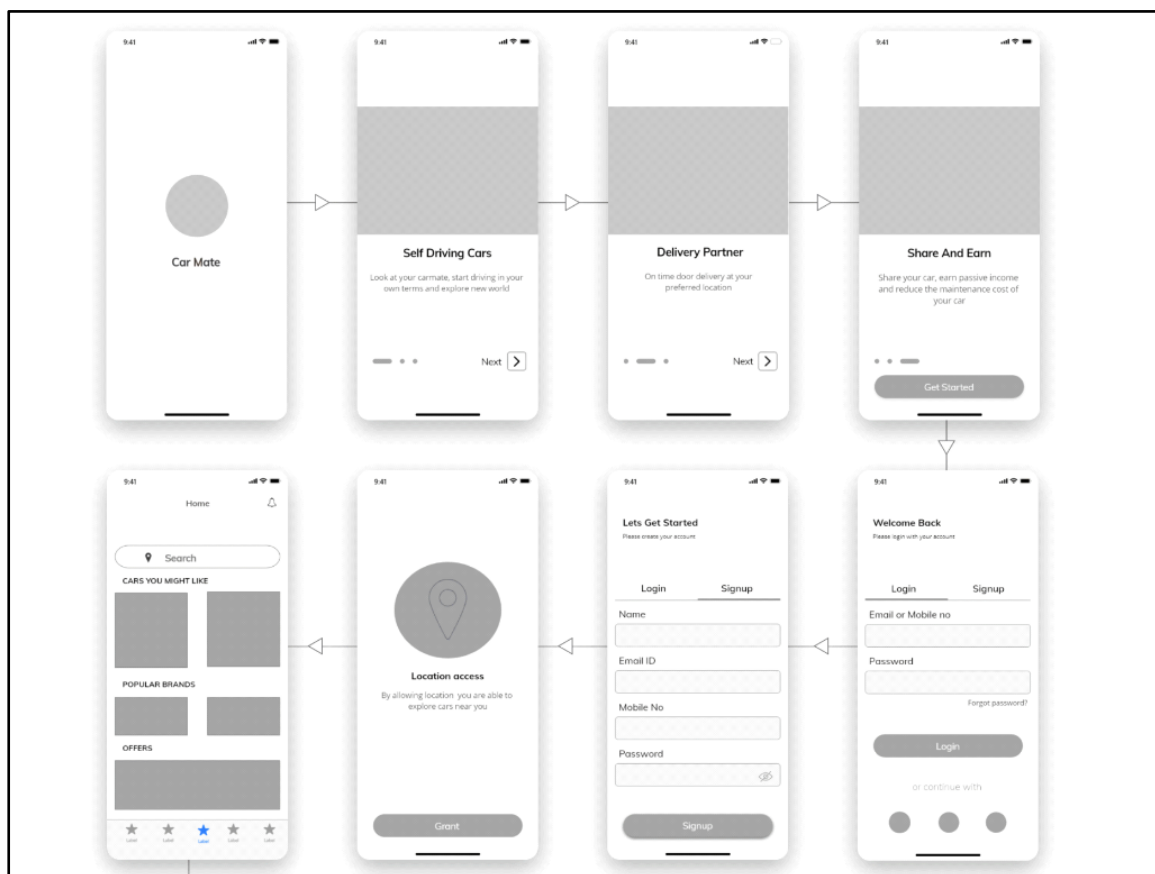 9:41
Car Mate
9:41
Self Driving Cars
Look at your carmate, start driving in your
own terms and explore new world
Next
9:41
Delivery Partner
On time door delivery at your
preferred location
Next
9:41
Share And Earn
Share your car, earn passive income
and reduce the maintenance cost of
your car
Get Started
9:41
Home
Search
CARS YOU MIGHT LIKE
POPULAR BRANDS
OFFERS
Label
Label
Label
Label
Label
9:41
Location access
By allowing location you are able to
explore cars near you
Grant
9:41
Lets Get Started
Please create your account
Login
Signup
Name
Email ID
Mobile No
Password
Signup
9:41
Welcome Back
Please login with your account
Login
Signup
Email or Mobile no
Password
Forgot password?
Login
or continue with